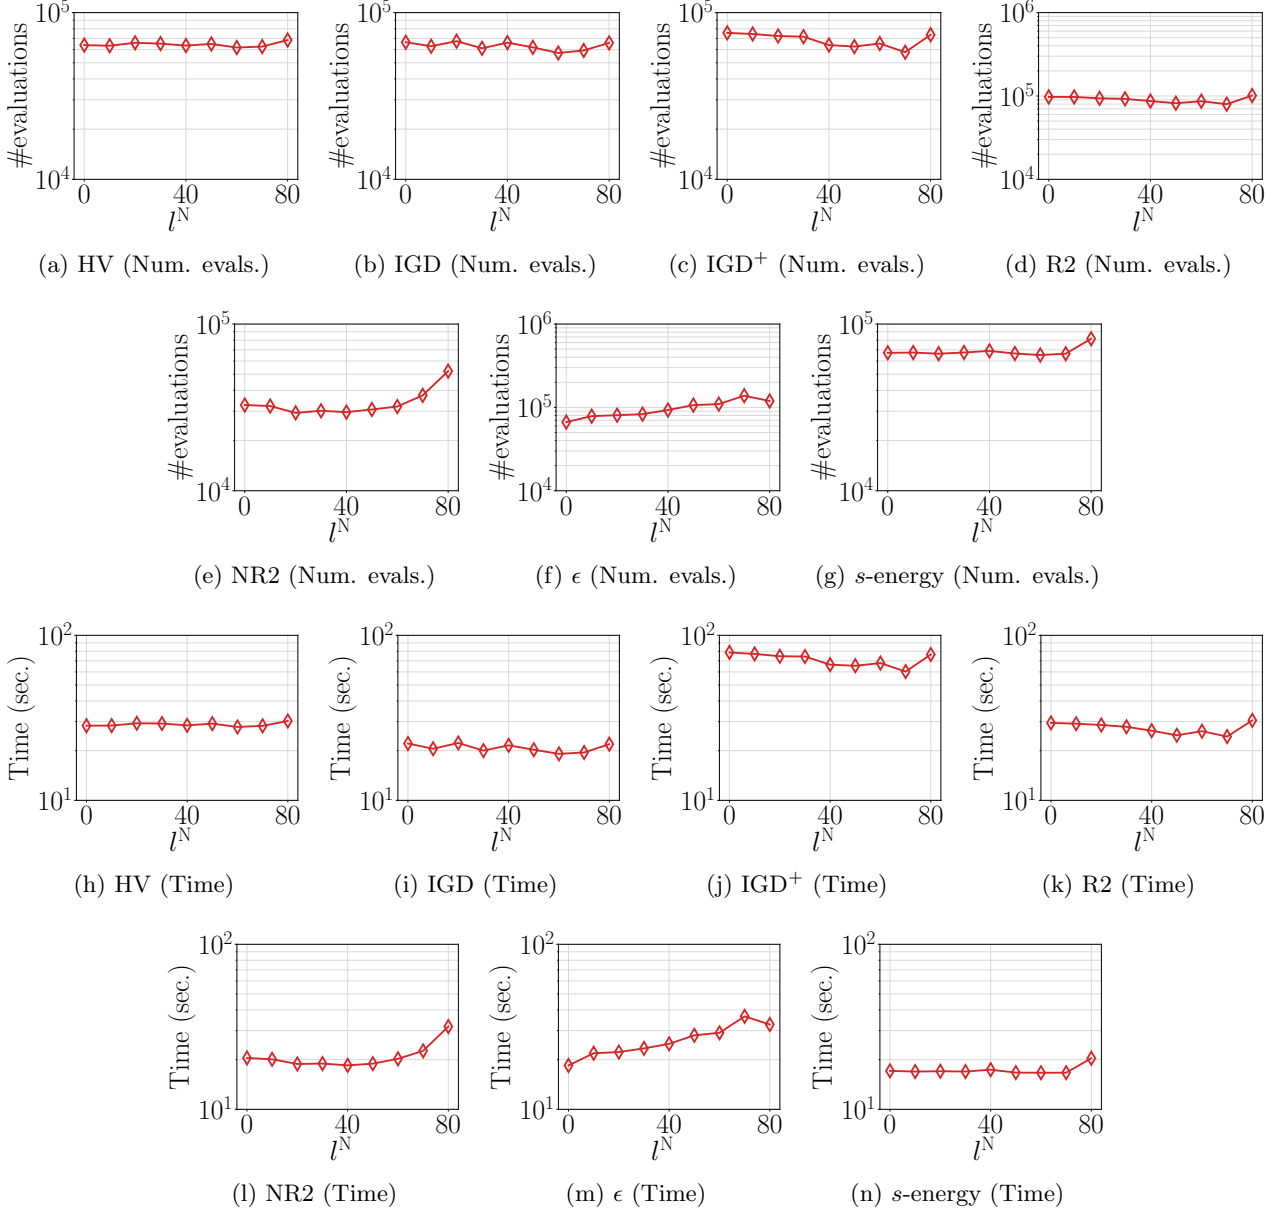 10^5
#evaluations
10^4
0 40 80
l^N
(a) HV (Num. evals.)
10^5
#evaluations
10^4
0 40 80
l^N
(b) IGD (Num. evals.)
10^5
#evaluations
10^4
0 40 80
l^N
(c) IGD^+ (Num. evals.)
10^6
10^5
#evaluations
10^4
0 40 80
l^N
(d) R2 (Num. evals.)
10^5
#evaluations
10^4
0 40 80
l^N
(e) NR2 (Num. evals.)
10^6
10^5
#evaluations
10^4
0 40 80
l^N
(f) ϵ (Num. evals.)
10^5
#evaluations
10^4
0 40 80
l^N
(g) s-energy (Num. evals.)
10^2
Time (sec.)
10^1
0 40 80
l^N
(h) HV (Time)
10^2
Time (sec.)
10^1
0 40 80
l^N
(i) IGD (Time)
10^2
Time (sec.)
10^1
0 40 80
l^N
(j) IGD^+ (Time)
10^2
Time (sec.)
10^1
0 40 80
l^N
(k) R2 (Time)
10^2
Time (sec.)
10^1
0 40 80
l^N
(l) NR2 (Time)
10^2
Time (sec.)
10^1
0 40 80
l^N
(m) ϵ (Time)
10^2
Time (sec.)
10^1
0 40 80
l^N
(n) s-energy (Time)